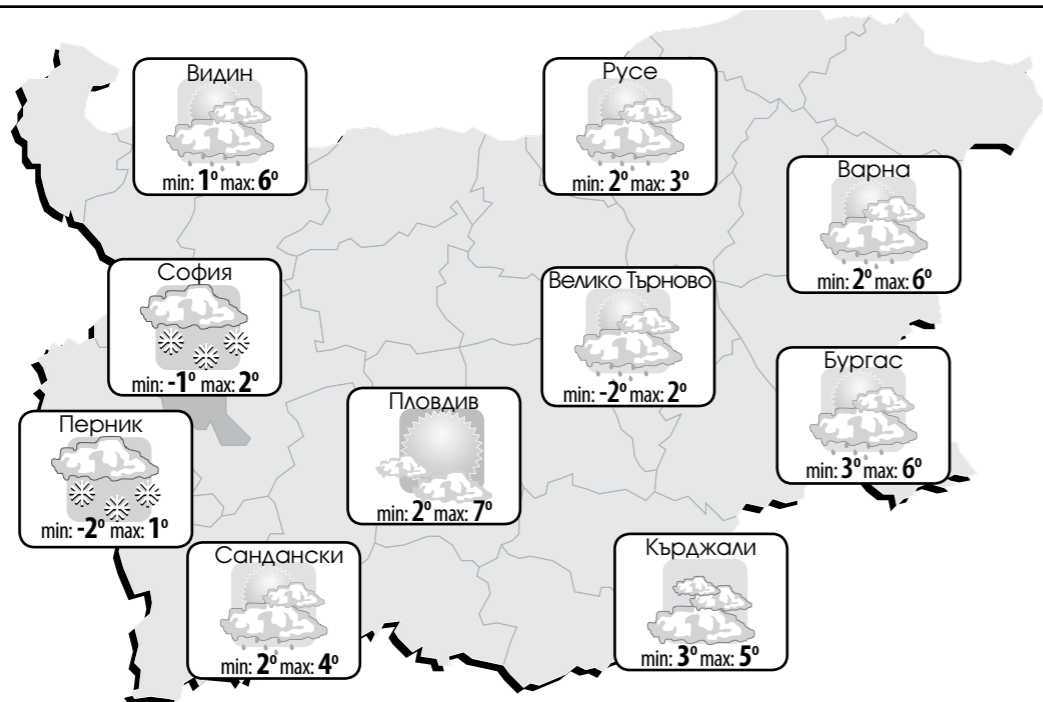 Видин
min: 1° max: 6°
Русе
min: 2° max: 3°
Варна
min: 2° max: 6°
София
min: -1° max: 2°
Велико Търново
min: -2° max: 2°
Бургас
min: 3° max: 6°
Пловдив
min: 2° max: 7°
Перник
min: -2° max: 1°
Сандански
min: 2° max: 4°
Кърджали
min: 3° max: 5°